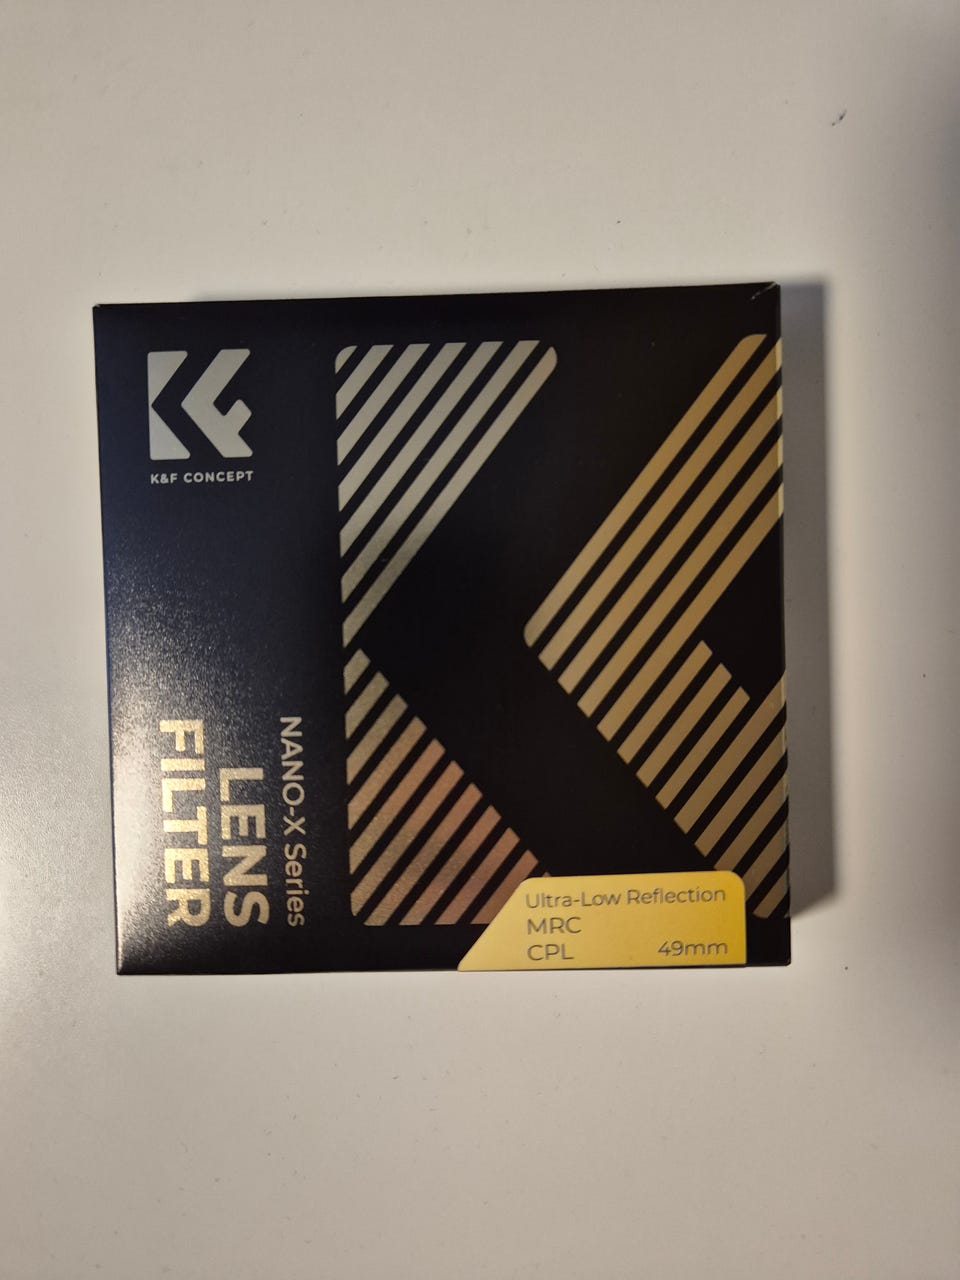 K&F CONCEPT
NANO-X Series
LENS
FILTER
Ultra-Low Reflection
MRC
CPL 49mm